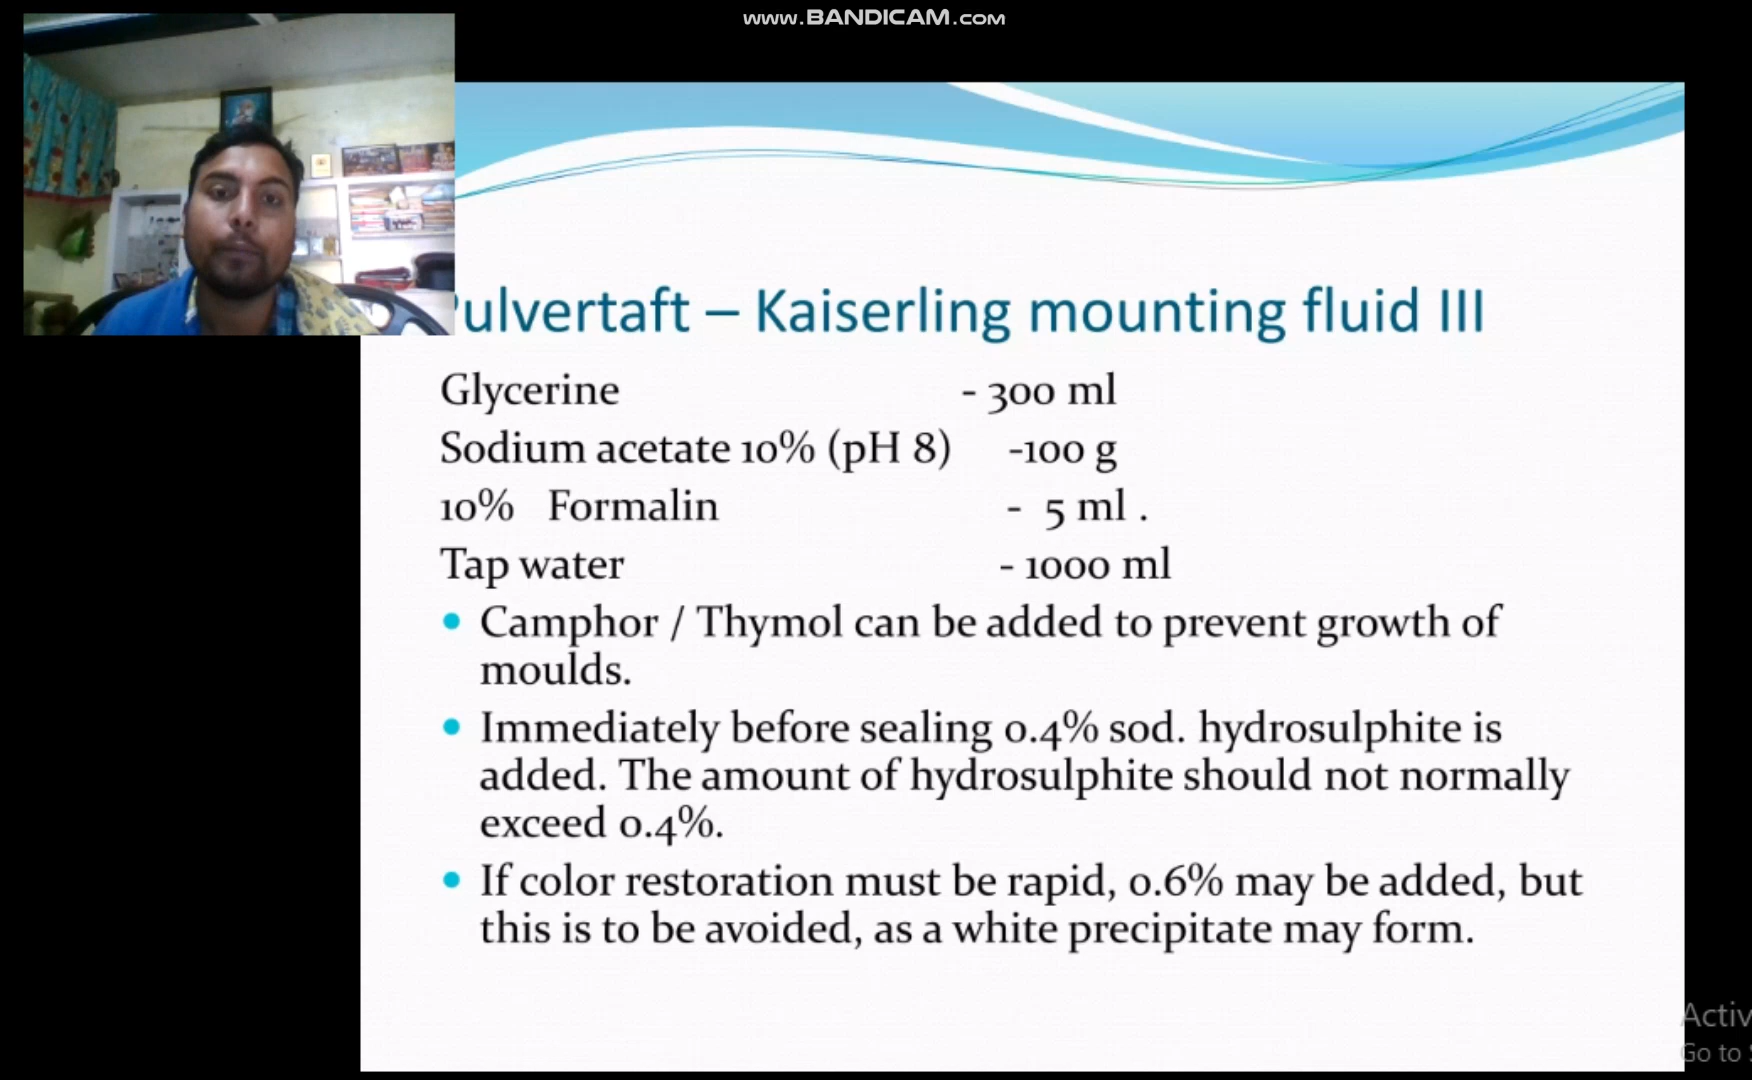 www.BANDICAM.com
Pulvertaft – Kaiserling mounting fluid III
Glycerine - 300 ml
Sodium acetate 10% (pH 8) -100 g
10% Formalin - 5 ml .
Tap water - 1000 ml
• Camphor / Thymol can be added to prevent growth of
moulds.
• Immediately before sealing 0.4% sod. hydrosulphite is
added. The amount of hydrosulphite should not normally
exceed 0.4%.
• If color restoration must be rapid, 0.6% may be added, but
this is to be avoided, as a white precipitate may form.
Activ
Go to S